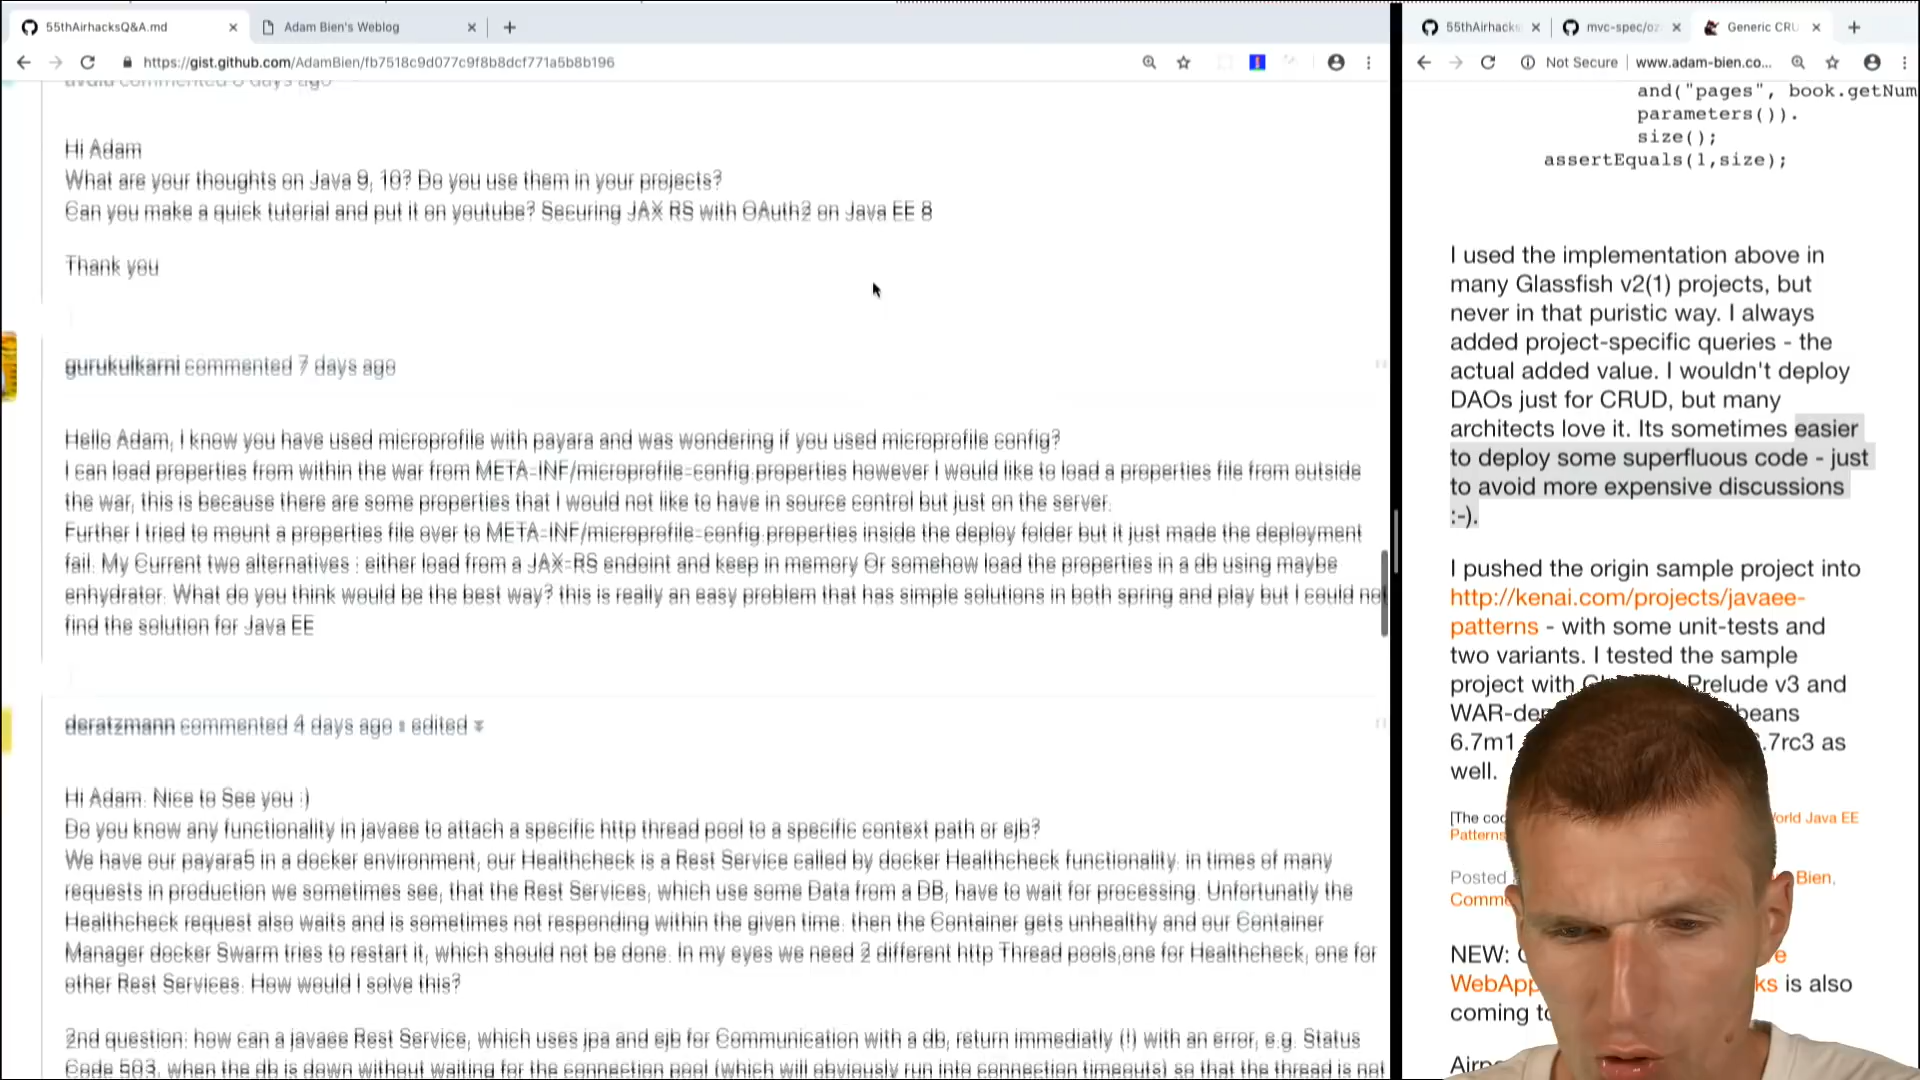 55thAirhacksQ&A.md
Adam Bien's Weblog
https://gist.github.com/AdamBien/fb7518c9d077c9f8b8dcf771a5b8b196
commented 8 days ago
Hi Adam
What are your thoughts on Java 9, 10? Do you use them in your projects?
Can you make a quick tutorial and put it on youtube? Securing JAX RS with OAuth2 on Java EE 8
Thank you
gurukulkarni commented 7 days ago
Hello Adam, I know you have used microprofile with payara and was wondering if you used microprofile config?
I can load properties from within the war from META-INF/microprofile-config.properties however I would like to load a properties file from outside
the war, this is because there are some properties that I would not like to have in source control but just on the server.
Further I tried to mount a properties file over to META-INF/microprofile-config.properties inside the deploy folder but it just made the deployment
fail. My Current two alternatives : either load from a JAX-RS endoint and keep in memory Or somehow load the properties in a db using maybe
enhydrator. What do you think would be the best way? this is really an easy problem that has simple solutions in both spring and play but I could not
find the solution for Java EE
deratzmann commented 4 days ago • edited
Hi Adam. Nice to See you :)
Do you know any functionality in javaee to attach a specific http thread pool to a specific context path or ejb?
We have our payara5 in a docker environment, our Healthcheck is a Rest Service called by docker Healthcheck functionality. in times of many
requests in production we sometimes see, that the Rest Services, which use some Data from a DB, have to wait for processing. Unfortunatly the
Healthcheck request also waits and is sometimes not responding within the given time. then the Container gets unhealthy and our Container
Manager docker Swarm tries to restart it, which should not be done. In my eyes we need 2 different http Thread pools,one for Healthcheck, one for
other Rest Services. How would I solve this?
2nd question: how can a javaee Rest Service, which uses jpa and ejb for Communication with a db, return immediatly (!) with an error, e.g. Status
Code 503, when the db is down without waiting for the connection pool (which will obviously run into connection timeouts) so that the thread is not
55thAirhacks
mvc-spec/oz
Generic CRU
Not Secure www.adam-bien.co...
and("pages", book.getNum
parameters()).
size();
assertEquals(1,size);
I used the implementation above in
many Glassfish v2(1) projects, but
never in that puristic way. I always
added project-specific queries - the
actual added value. I wouldn't deploy
DAOs just for CRUD, but many
architects love it. Its sometimes easier
to deploy some superfluous code - just
to avoid more expensive discussions
:-).
I pushed the origin sample project into
http://kenai.com/projects/javaee-
patterns - with some unit-tests and
two variants. I tested the sample
project with Prelude v3 and
WAR-de beans
6.7m1 .7rc3 as
well.
[The co orld Java EE
Patterns
Posted Bien,
Comm
NEW: e
WebApp ks is also
coming to
Airp